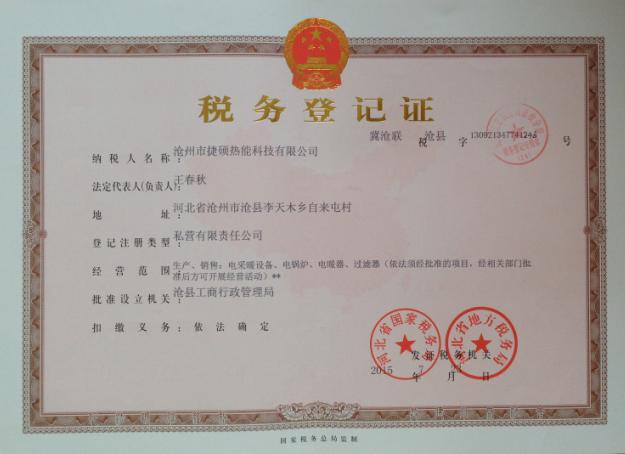 税务登记证
冀沧联 沧县 税 字 130921347741246 号
纳税人名称：沧州市捷硕热能科技有限公司
法定代表人(负责人)：王春秋
地 址：河北省沧州市沧县李天木乡自来屯村
登记注册类型：私营有限责任公司
经营范围：生产、销售：电采暖设备、电锅炉、电暖器、过滤器（依法须经批准的项目，经相关部门批
准后方可开展经营活动）**
批准设立机关：沧县工商行政管理局
扣缴义务：依法确定
河北省国家税务局
河北省地方税务局
发证税务机关
2015 年 7 月 日
国家税务总局监制